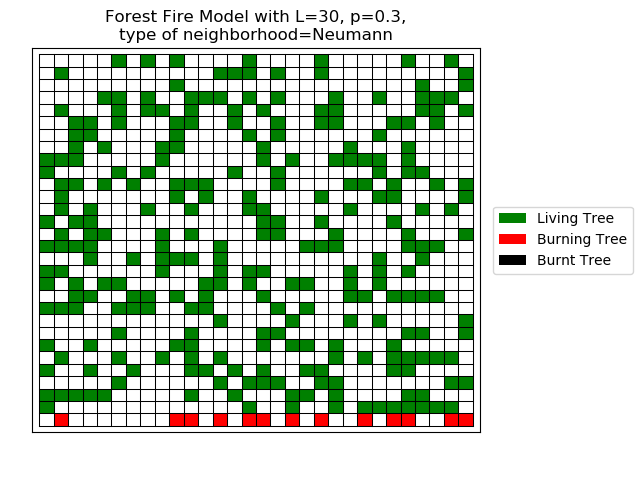 Forest Fire Model with L=30, p=0.3,
type of neighborhood=Neumann
Living Tree
Burning Tree
Burnt Tree